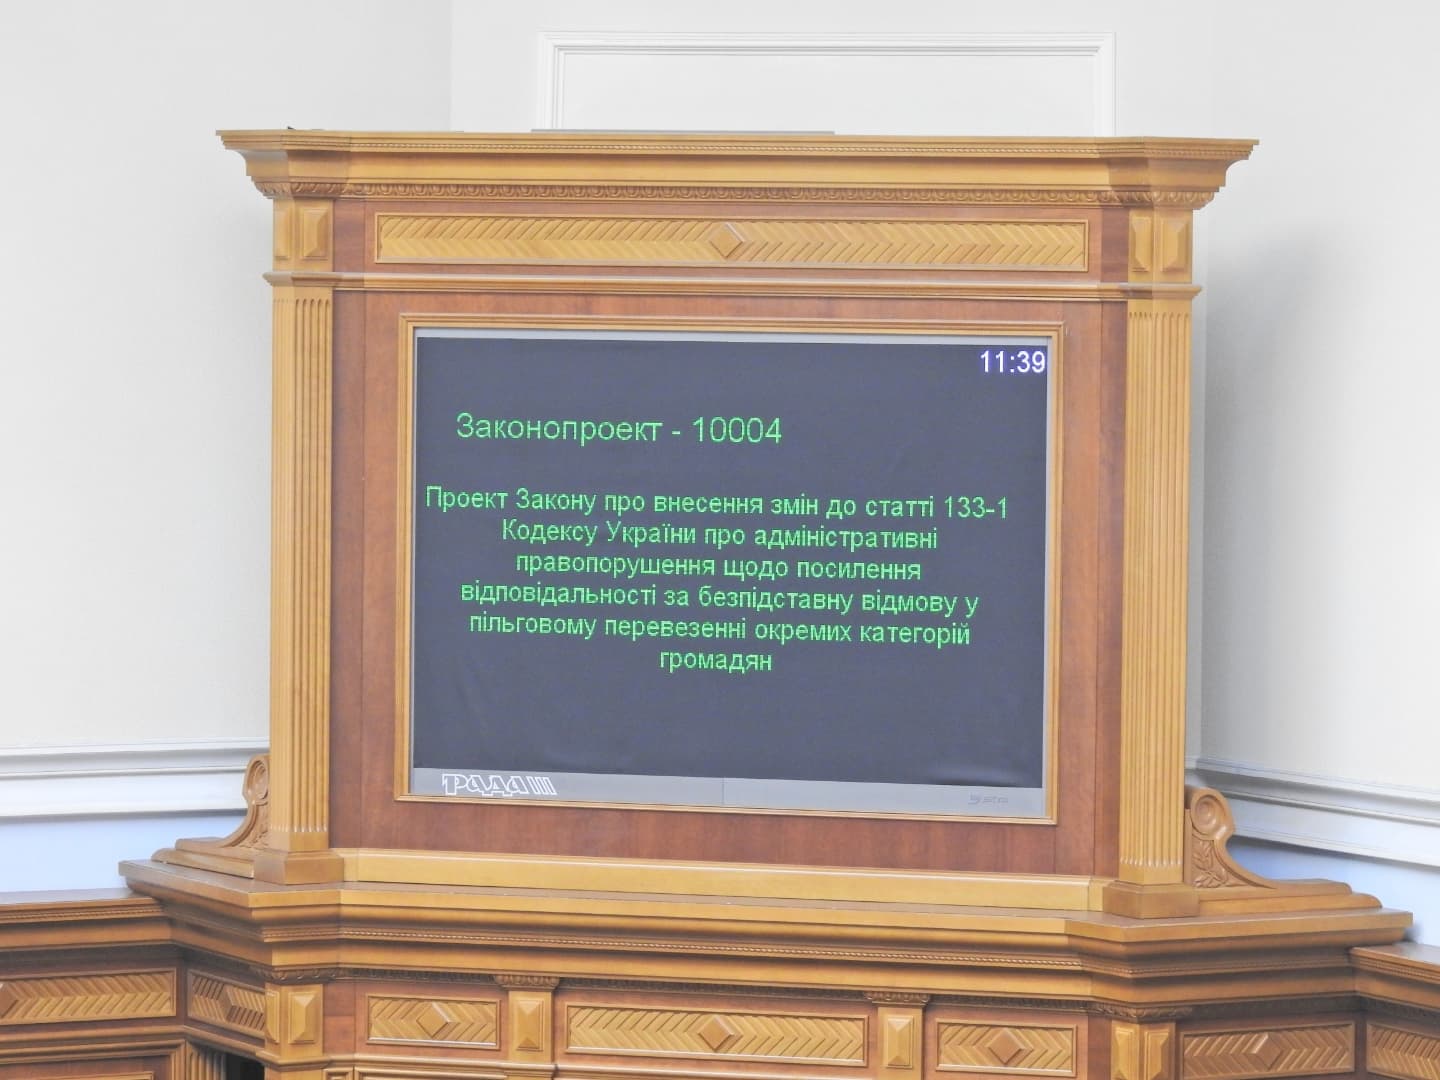 11:39
Законопроект - 10004
Проект Закону про внесення змін до статті 133-1
Кодексу України про адміністративні
правопорушення щодо посилення
відповідальності за безпідставну відмову у
пільговому перевезенні окремих категорій
громадян
РАДА III